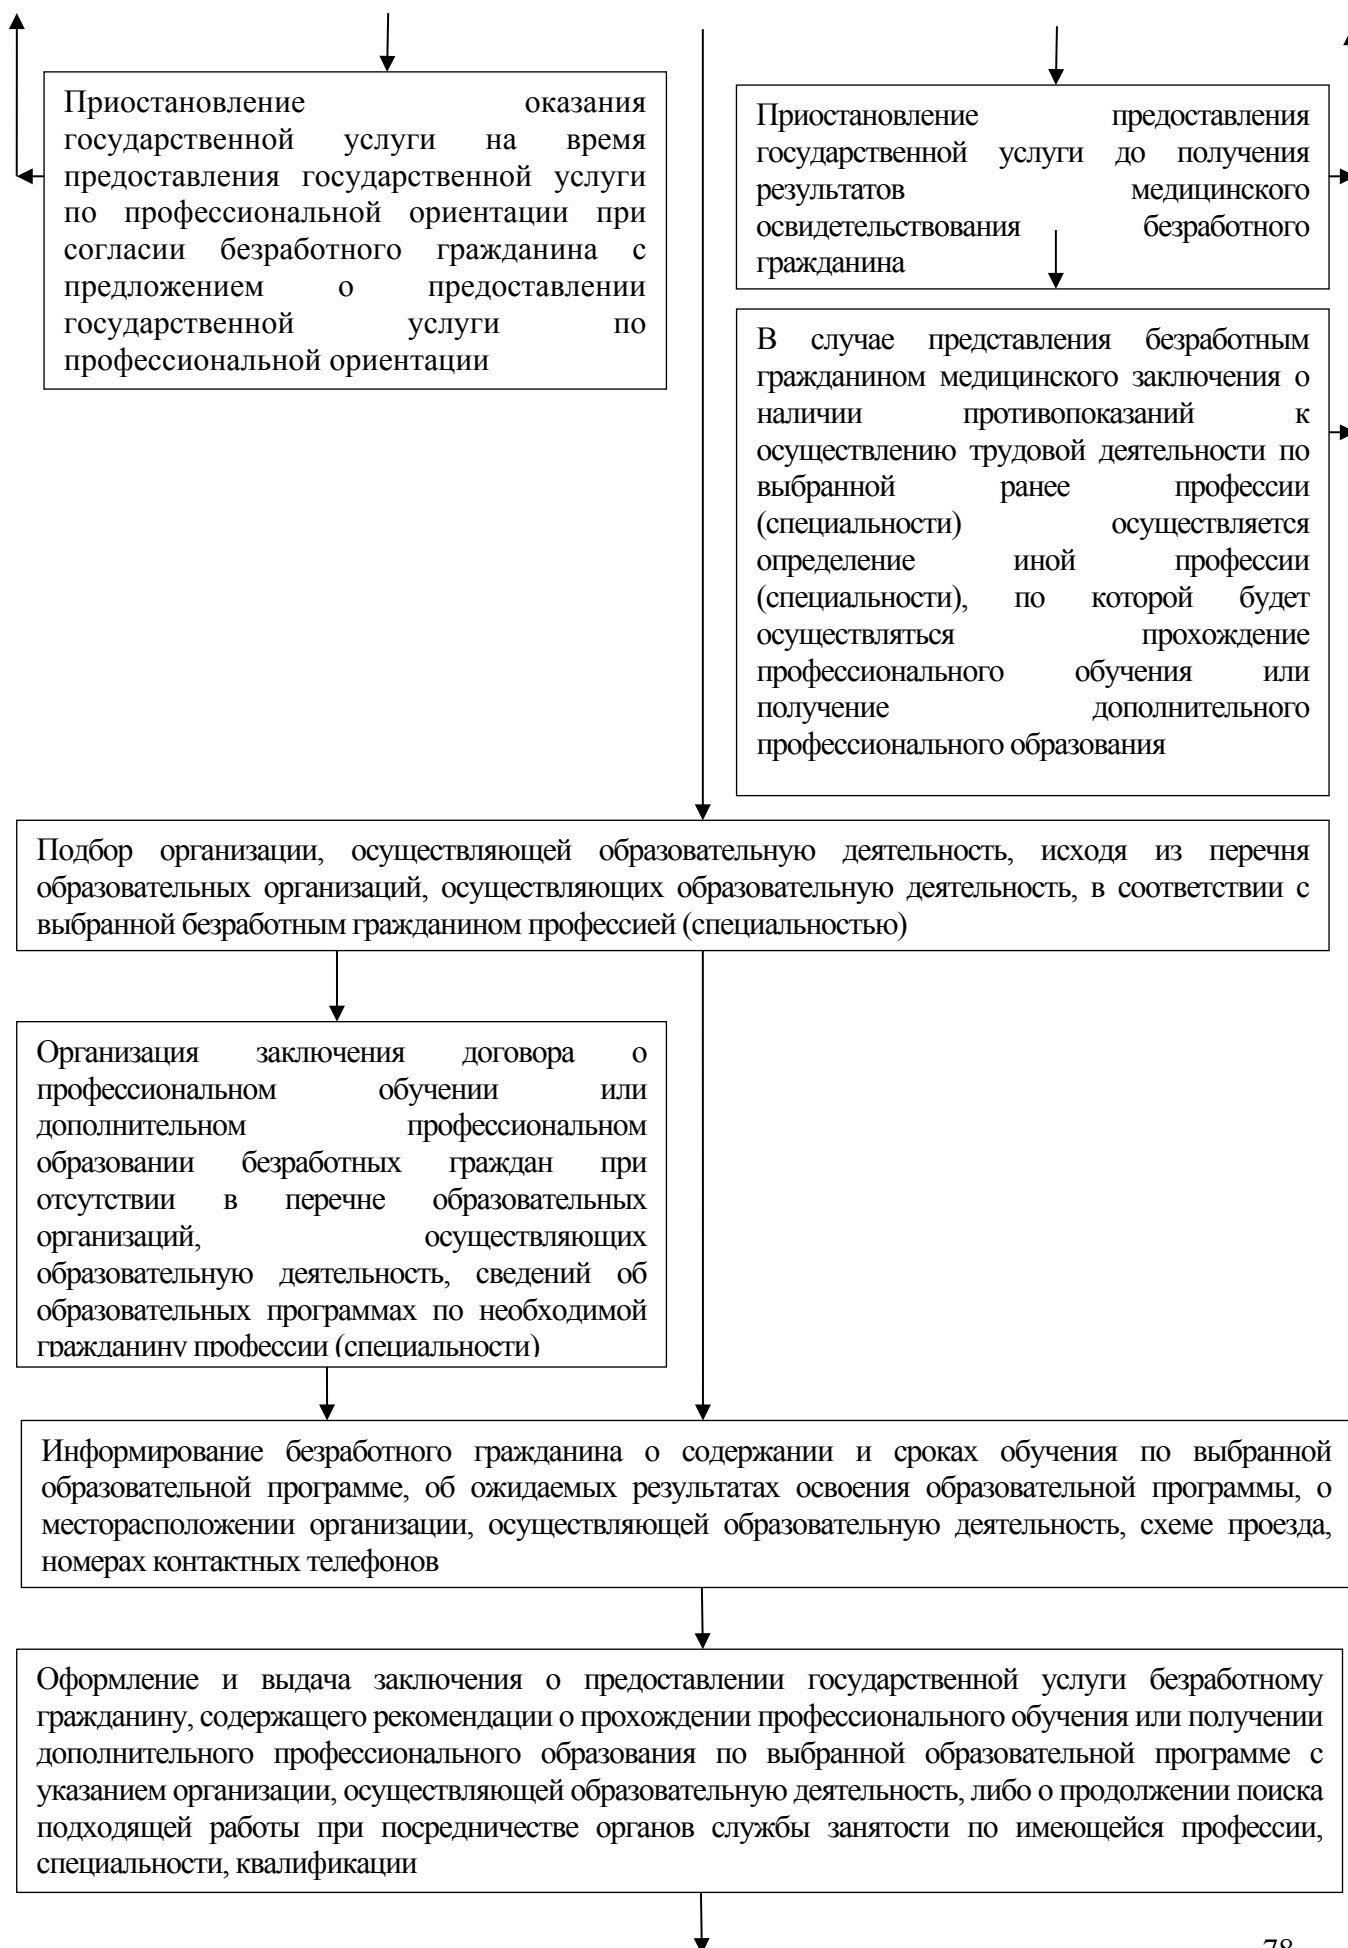 Приостановление оказания
государственной услуги на время
предоставления государственной услуги
по профессиональной ориентации при
согласии безработного гражданина с
предложением о предоставлении
государственной услуги по
профессиональной ориентации
Приостановление предоставления
государственной услуги до получения
результатов медицинского
освидетельствования безработного
гражданина
В случае представления безработным
гражданином медицинского заключения о
наличии противопоказаний к
осуществлению трудовой деятельности по
выбранной ранее профессии
(специальности) осуществляется
определение иной профессии
(специальности), по которой будет
осуществляться прохождение
профессионального обучения или
получение дополнительного
профессионального образования
Подбор организации, осуществляющей образовательную деятельность, исходя из перечня
образовательных организаций, осуществляющих образовательную деятельность, в соответствии с
выбранной безработным гражданином профессией (специальностью)
Организация заключения договора о
профессиональном обучении или
дополнительном профессиональном
образовании безработных граждан при
отсутствии в перечне образовательных
организаций, осуществляющих
образовательную деятельность, сведений об
образовательных программах по необходимой
гражданину профессии (специальности)
Информирование безработного гражданина о содержании и сроках обучения по выбранной
образовательной программе, об ожидаемых результатах освоения образовательной программы, о
месторасположении организации, осуществляющей образовательную деятельность, схеме проезда,
номерах контактных телефонов
Оформление и выдача заключения о предоставлении государственной услуги безработному
гражданину, содержащего рекомендации о прохождении профессионального обучения или получении
дополнительного профессионального образования по выбранной образовательной программе с
указанием организации, осуществляющей образовательную деятельность, либо о продолжении поиска
подходящей работы при посредничестве органов службы занятости по имеющейся профессии,
специальности, квалификации
78